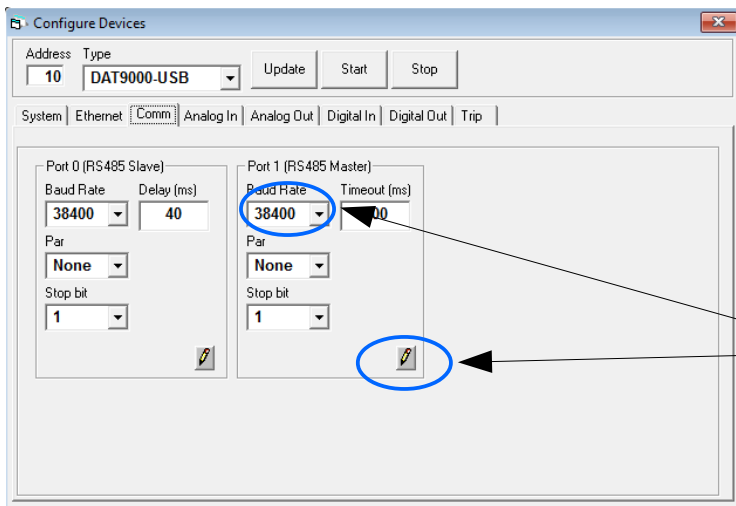 Configure Devices
Address Type
10 DAT9000-USB Update Start Stop
System Ethernet Comm Analog In Analog Out Digital In Digital Out Trip
Port 0 (RS485 Slave) Port 1 (RS485 Master)
Baud Rate Delay (ms) Baud Rate Timeout (ms)
38400 40 38400
Par Par
None None
Stop bit Stop bit
1 1